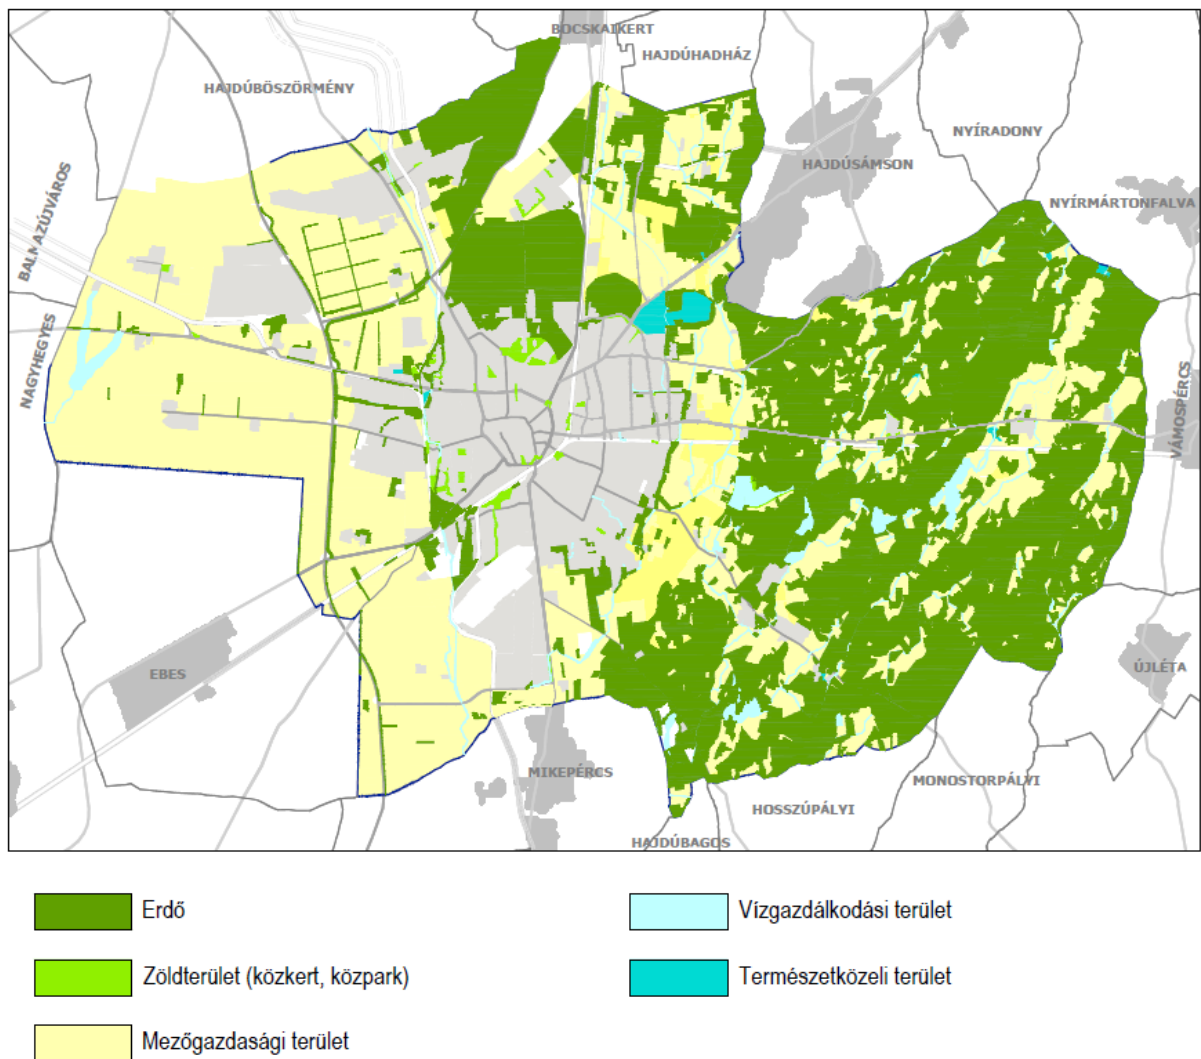 BOCSKAIKERT
HAJDÚHADHÁZ
HAJDÚBÖSZÖRMÉNY
NYÍRADONY
HAJDÚSÁMSON
NYÍRMÁRTONFALVA
BALMAZÚJVÁROS
NAGYHEGYES
VÁMOSPÉRCS
EBES
ÚJLÉTA
MIKEPÉRCS
MONOSTORPÁLYI
HOSSZÚPÁLYI
HAJDÚBAGOS
Erdő
Vízgazdálkodási terület
Zöldterület (közkert, közpark)
Természetközeli terület
Mezőgazdasági terület